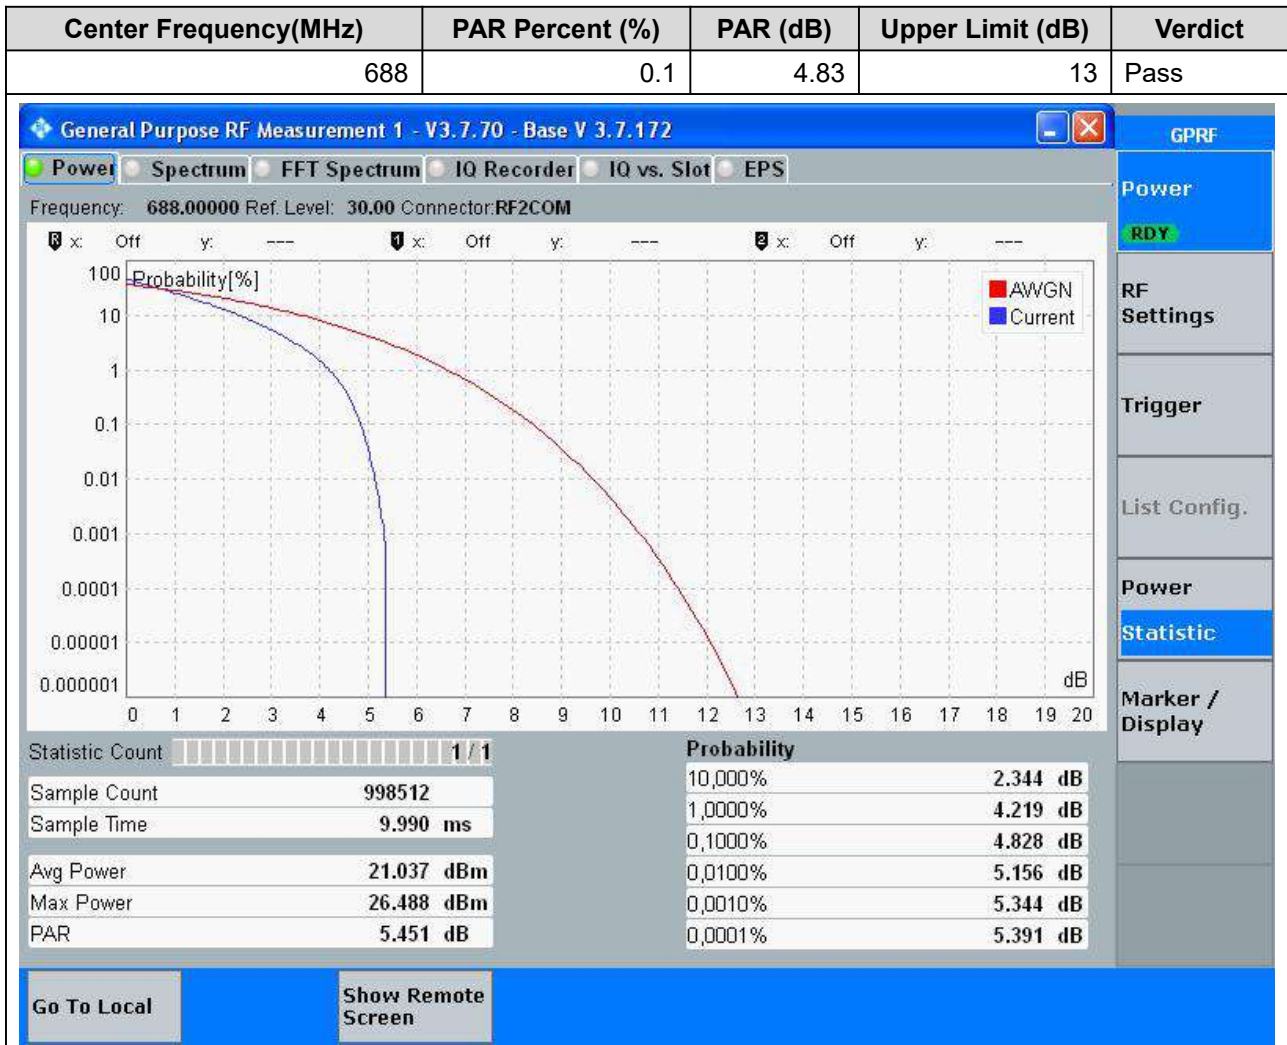 Center Frequency(MHz) PAR Percent (%) PAR (dB) Upper Limit (dB) Verdict
688 0.1 4.83 13 Pass
General Purpose RF Measurement 1 - V3.7.70 - Base V 3.7.172
GPRF
Power Spectrum FFT Spectrum IQ Recorder IQ vs. Slot EPS
Frequency: 688.00000 Ref. Level: 30.00 Connector:RF2COM
R x: Off y: --- 1 x: Off y: --- 2 x: Off y: ---
Probability[%]
AWGN
Current
100
10
1
0.1
0.01
0.001
0.0001
0.00001
0.000001
dB
0 1 2 3 4 5 6 7 8 9 10 11 12 13 14 15 16 17 18 19 20
Power
RDY
RF
Settings
Trigger
List Config.
Power
Statistic
Marker /
Display
Statistic Count 1 / 1
Sample Count 998512
Sample Time 9.990 ms
Avg Power 21.037 dBm
Max Power 26.488 dBm
PAR 5.451 dB
Probability
10,000% 2.344 dB
1,0000% 4.219 dB
0,1000% 4.828 dB
0,0100% 5.156 dB
0,0010% 5.344 dB
0,0001% 5.391 dB
Go To Local
Show Remote
Screen